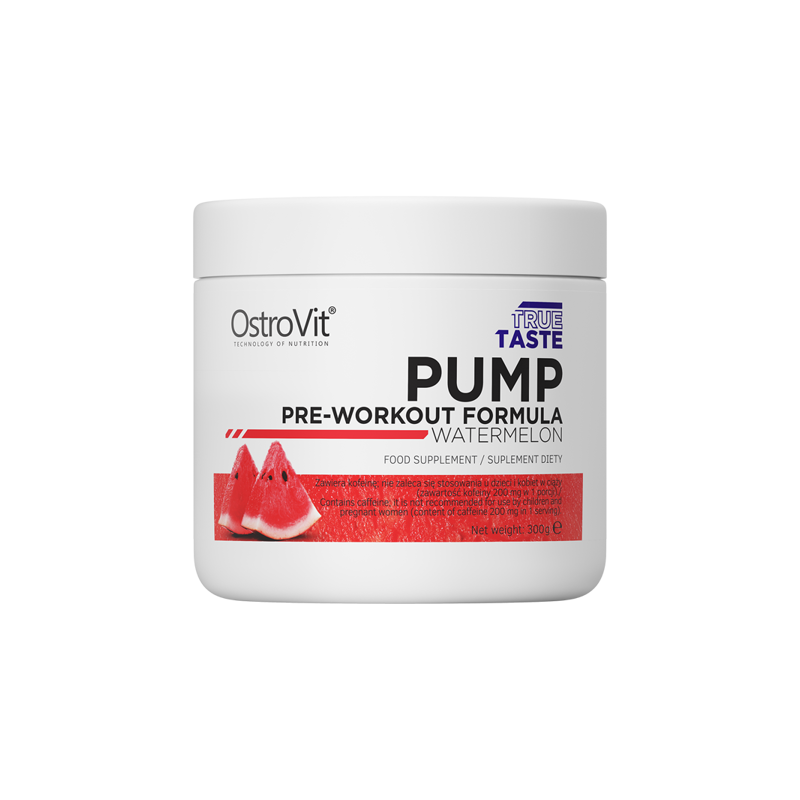 OstroVit®
TECHNOLOGY OF NUTRITION
TRUE
TASTE
PUMP
PRE-WORKOUT FORMULA
WATERMELON
FOOD SUPPLEMENT / SUPLEMENT DIETY
Zawiera kofeinę; nie zaleca się stosowania u dzieci i kobiet w ciąży
(zawartość kofeiny 200 mg w 1 porcji)/
Contains caffeine; It is not recommended for use by children and
pregnant women (content of caffeine 200 mg in 1 serving)
Net weight: 300g ℮